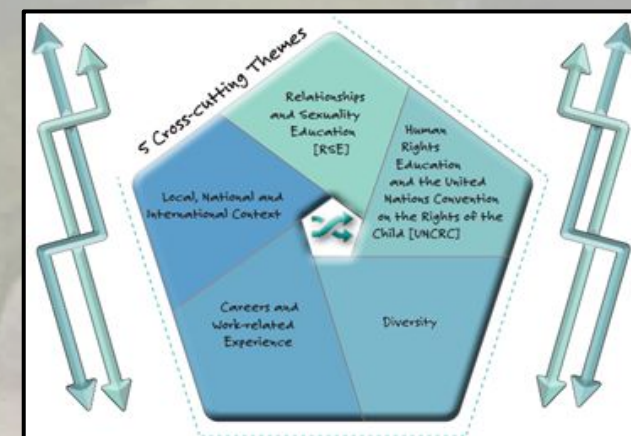 5 Cross-cutting Themes
Relationships
and Sexuality
Education
[RSE]
Human
Rights
Education
and the United
Nations Convention
on the Rights of the
Child [UNCRC]
Local, National and
International Context
Careers and
Work-related
Experience
Diversity